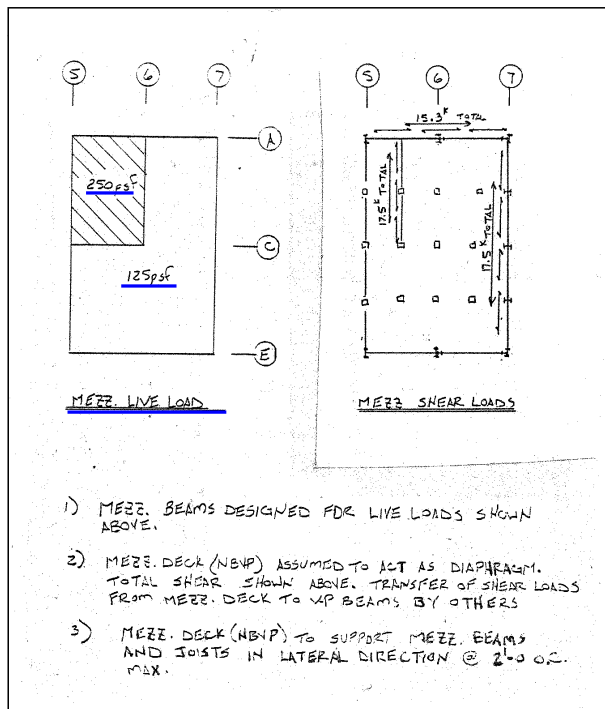 5 6 7
A
250psf
C
125psf
E
MEZZ. LIVE LOAD
5 6 7
15.3K TOTAL
17.5K TOTAL
17.5K TOTAL
MEZZ SHEAR LOADS
1) MEZZ. BEAMS DESIGNED FOR LIVE LOADS SHOWN
ABOVE.
2) MEZZ. DECK (NBVP) ASSUMED TO ACT AS DIAPHRAGM.
TOTAL SHEAR SHOWN ABOVE. TRANSFER OF SHEAR LOADS
FROM MEZZ. DECK TO VP BEAMS BY OTHERS
3) MEZZ. DECK (NBVP) TO SUPPORT MEZZ. BEAMS
AND JOISTS IN LATERAL DIRECTION @ 2'-0 O.C.
MAX.